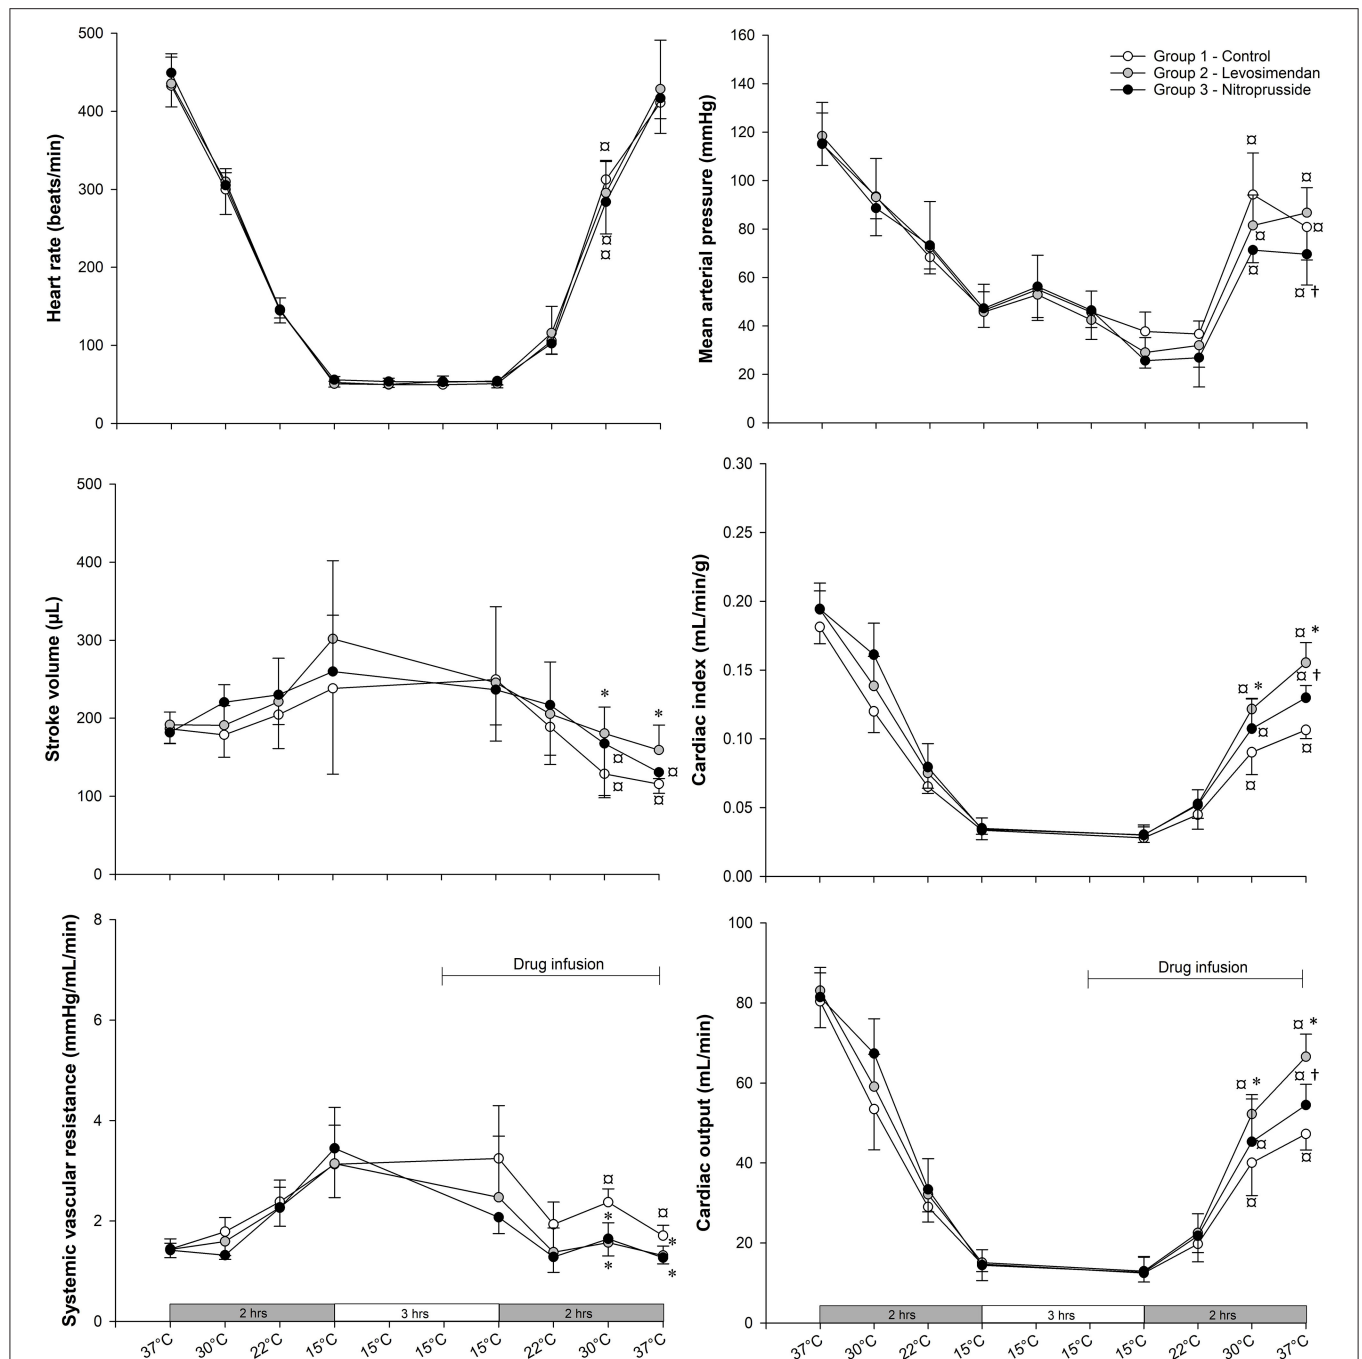 500
400
300
200
100
0
Heart rate (beats/min)
¤
¤
¤
160
140
120
100
80
60
40
20
0
Mean arterial pressure (mmHg)
Group 1 - Control
Group 2 - Levosimendan
Group 3 - Nitroprusside
¤
¤
¤
¤
¤
¤ †
500
400
300
200
100
0
Stroke volume (µL)
*
*
¤
¤
¤
¤
0.30
0.25
0.20
0.15
0.10
0.05
0.00
Cardiac index (mL/min/g)
¤ *
¤ †
¤ *
¤
¤
¤
8
6
4
2
0
Systemic vascular resistance (mmHg/mL/min)
Drug infusion
¤
*
*
¤
*
*
2 hrs
3 hrs
2 hrs
37°C
30°C
22°C
15°C
15°C
15°C
15°C
22°C
30°C
37°C
100
80
60
40
20
0
Cardiac output (mL/min)
Drug infusion
¤ *
¤ †
¤ *
¤
¤
¤
2 hrs
3 hrs
2 hrs
37°C
30°C
22°C
15°C
15°C
15°C
15°C
22°C
30°C
37°C